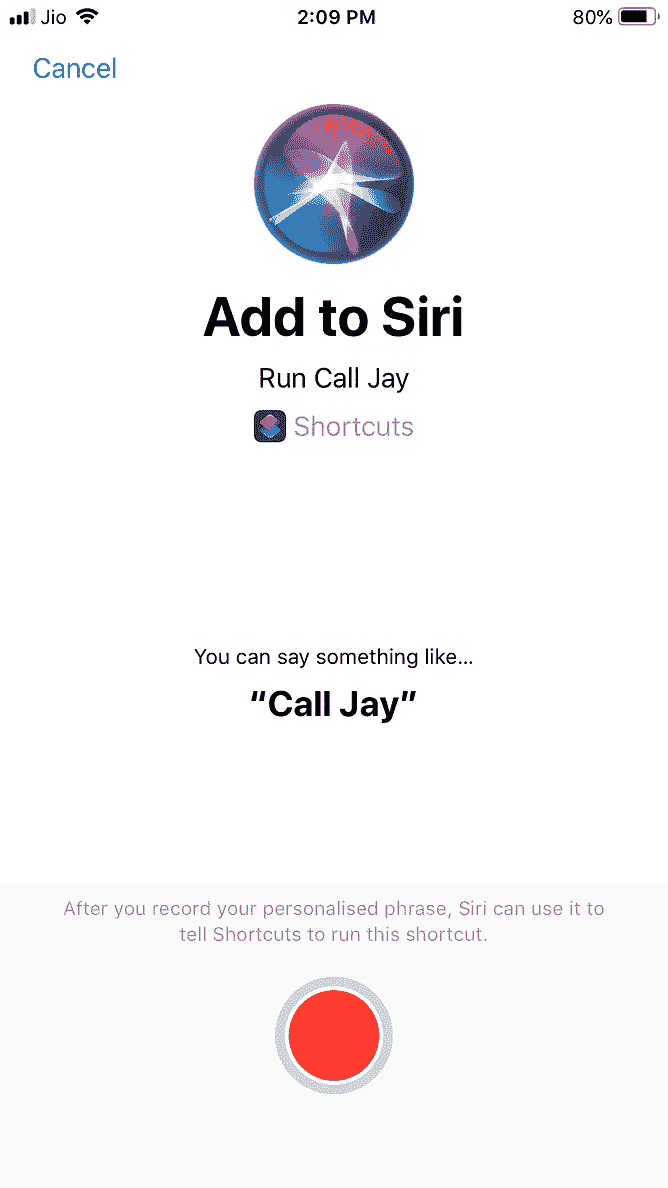 Jio 2:09 PM 80%
Cancel
Add to Siri
Run Call Jay
Shortcuts
You can say something like...
“Call Jay”
After you record your personalised phrase, Siri can use it to
tell Shortcuts to run this shortcut.